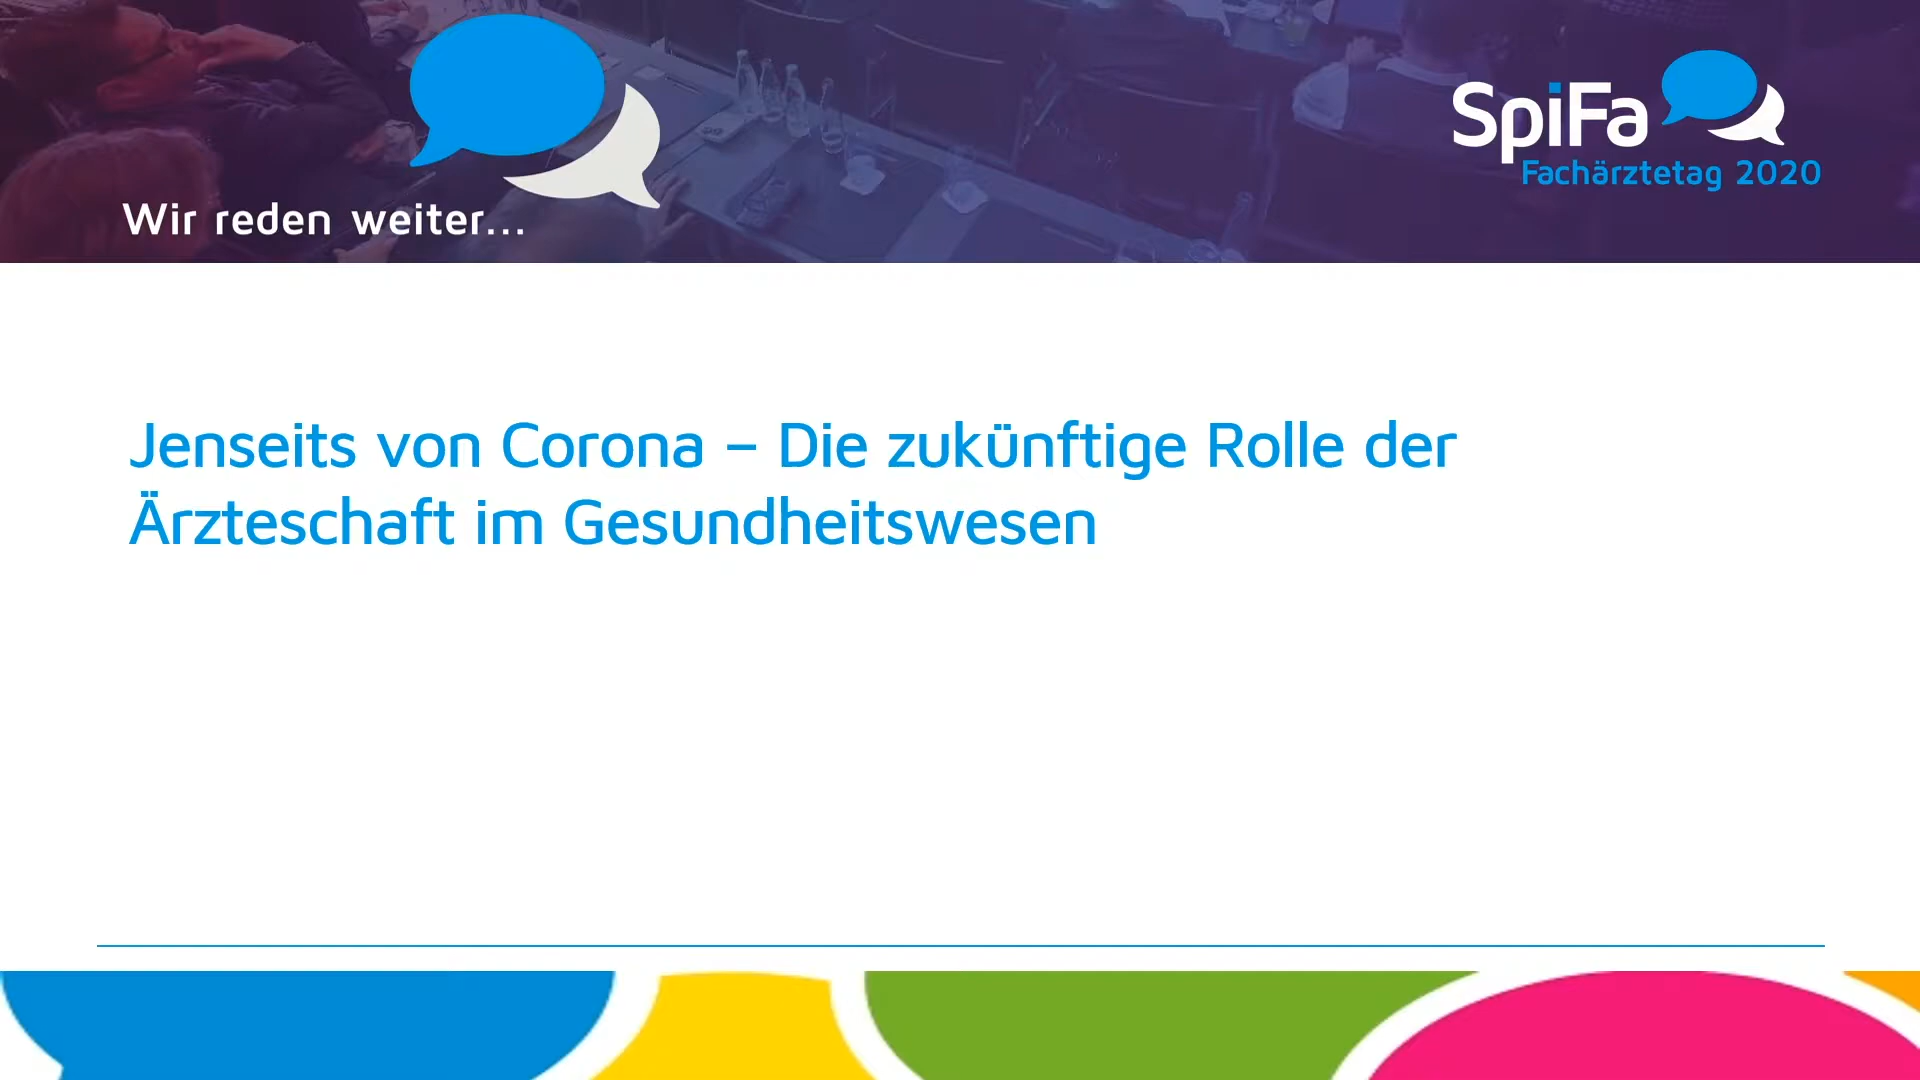 Wir reden weiter...
SpiFa
Fachärztetag 2020
Jenseits von Corona – Die zukünftige Rolle der
Ärzteschaft im Gesundheitswesen